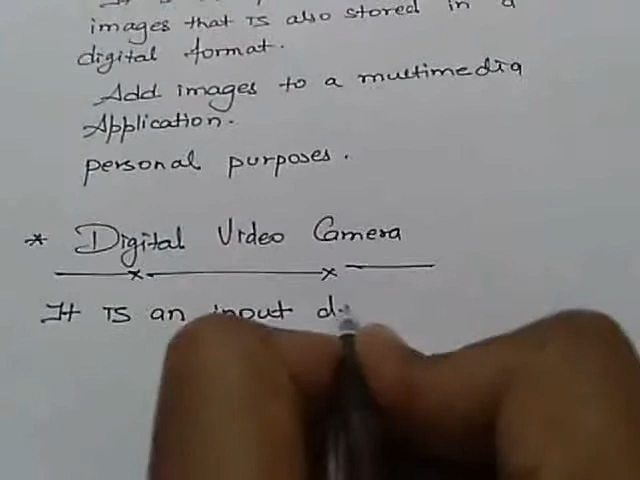 images that is also stored in a
digital format.
Add images to a multimedia
Application.
personal purposes.
* Digital Video Camera
It is an input